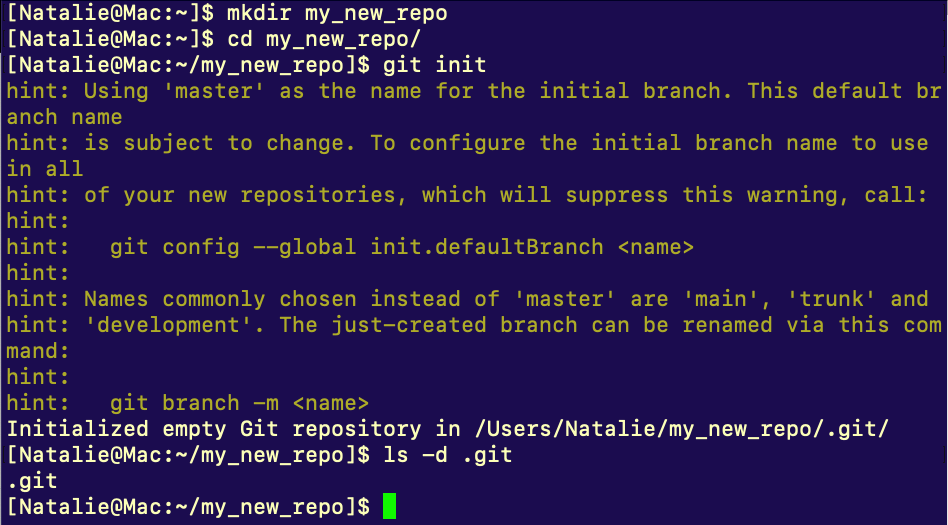 [Natalie@Mac:~]$ mkdir my_new_repo
[Natalie@Mac:~]$ cd my_new_repo/
[Natalie@Mac:~/my_new_repo]$ git init
hint: Using 'master' as the name for the initial branch. This default br
anch name
hint: is subject to change. To configure the initial branch name to use
in all
hint: of your new repositories, which will suppress this warning, call:
hint:
hint:   git config --global init.defaultBranch <name>
hint:
hint: Names commonly chosen instead of 'master' are 'main', 'trunk' and
hint: 'development'. The just-created branch can be renamed via this com
mand:
hint:
hint:   git branch -m <name>
Initialized empty Git repository in /Users/Natalie/my_new_repo/.git/
[Natalie@Mac:~/my_new_repo]$ ls -d .git
.git
[Natalie@Mac:~/my_new_repo]$